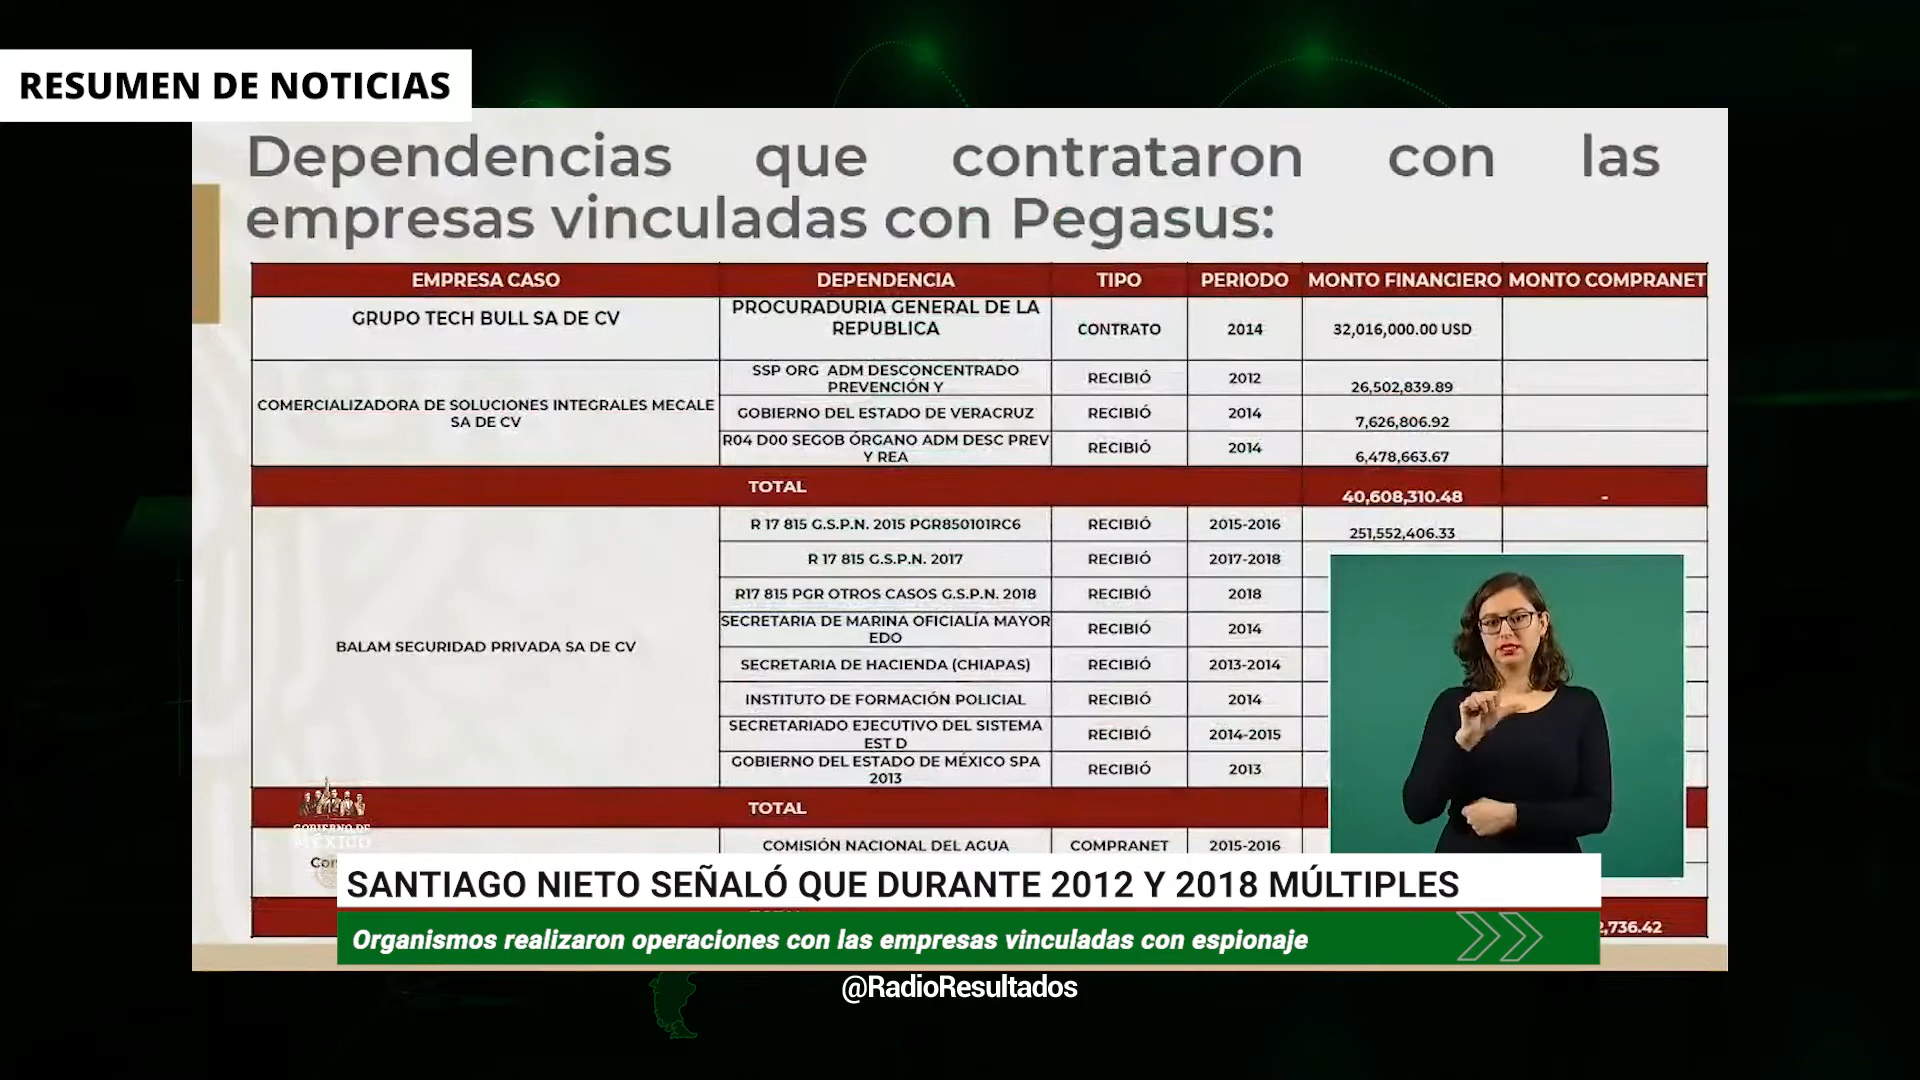 RESUMEN DE NOTICIAS
Dependencias que contrataron con las
empresas vinculadas con Pegasus:
EMPRESA CASO DEPENDENCIA TIPO PERIODO MONTO FINANCIERO MONTO COMPRANET
GRUPO TECH BULL SA DE CV
PROCURADURIA GENERAL DE LA
REPUBLICA
CONTRATO 2014 32,016,000.00 USD
COMERCIALIZADORA DE SOLUCIONES INTEGRALES MECALE
SA DE CV
SSP ORG ADM DESCONCENTRADO
PREVENCIÓN Y
RECIBIÓ 2012 26,502,839.89
GOBIERNO DEL ESTADO DE VERACRUZ RECIBIÓ 2014 7,626,806.92
R04 D00 SEGOB ÓRGANO ADM DESC PREV
Y REA
RECIBIÓ 2014 6,478,663.67
TOTAL 40,608,310.48 -
BALAM SEGURIDAD PRIVADA SA DE CV
R 17 815 G.S.P.N. 2015 PGR850101RC6 RECIBIÓ 2015-2016 251,552,406.33
R 17 815 G.S.P.N. 2017 RECIBIÓ 2017-2018
R17 815 PGR OTROS CASOS G.S.P.N. 2018 RECIBIÓ 2018
SECRETARIA DE MARINA OFICIALÍA MAYOR
EDO
RECIBIÓ 2014
SECRETARIA DE HACIENDA (CHIAPAS) RECIBIÓ 2013-2014
INSTITUTO DE FORMACIÓN POLICIAL RECIBIÓ 2014
SECRETARIADO EJECUTIVO DEL SISTEMA
EST D
RECIBIÓ 2014-2015
GOBIERNO DEL ESTADO DE MÉXICO SPA
2013
RECIBIÓ 2013
TOTAL
GOBIERNO DE
MÉXICO
COMISIÓN NACIONAL DEL AGUA COMPRANET 2015-2016
2,736.42
SANTIAGO NIETO SEÑALÓ QUE DURANTE 2012 Y 2018 MÚLTIPLES
Organismos realizaron operaciones con las empresas vinculadas con espionaje
@RadioResultados